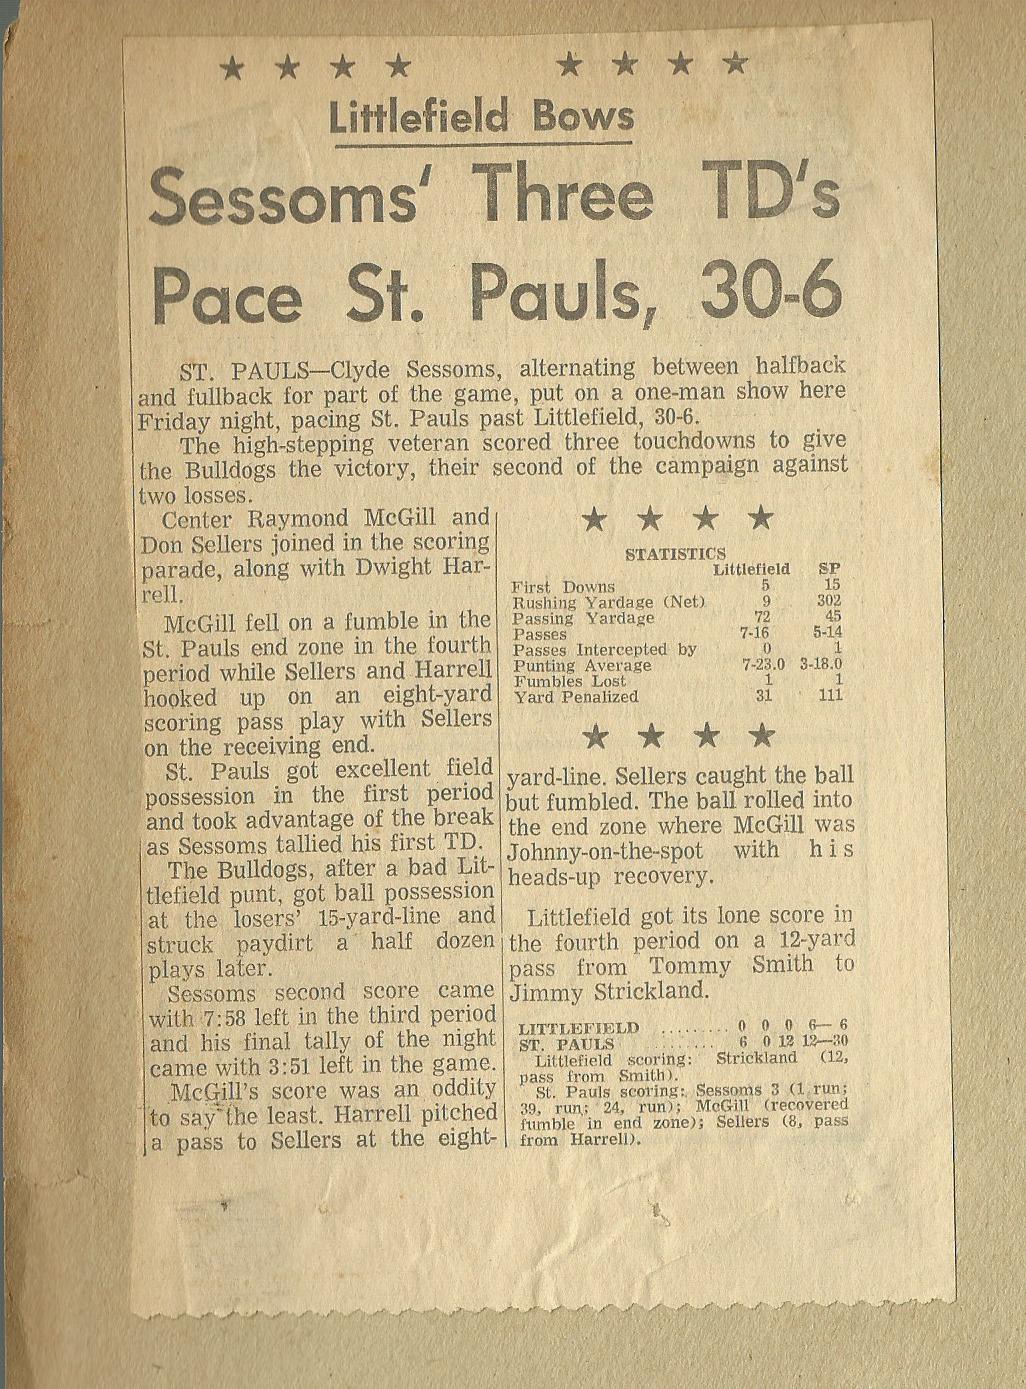 Littlefield Bows
Sessoms' Three TD's
Pace St. Pauls, 30-6
ST. PAULS—Clyde Sessoms, alternating between halfback
and fullback for part of the game, put on a one-man show here
Friday night, pacing St. Pauls past Littlefield, 30-6.
The high-stepping veteran scored three touchdowns to give
the Bulldogs the victory, their second of the campaign against
two losses.
Center Raymond McGill and
Don Sellers joined in the scoring
parade, along with Dwight Har-
rell.
McGill fell on a fumble in the
St. Pauls end zone in the fourth
period while Sellers and Harrell
hooked up on an eight-yard
scoring pass play with Sellers
on the receiving end.
St. Pauls got excellent field
possession in the first period
and took advantage of the break
as Sessoms tallied his first TD.
The Bulldogs, after a bad Lit-
tlefield punt, got ball possession
at the losers' 15-yard-line and
struck paydirt a half dozen
plays later.
Sessoms second score came
with 7:58 left in the third period
and his final tally of the night
came with 3:51 left in the game.
McGill's score was an oddity
to say the least. Harrell pitched
a pass to Sellers at the eight-
STATISTICS
Littlefield SP
First Downs 5 15
Rushing Yardage (Net) 9 302
Passing Yardage 72 45
Passes 7-16 5-14
Passes Intercepted by 0 1
Punting Average 7-23.0 3-18.0
Fumbles Lost 1 1
Yard Penalized 31 111
yard-line. Sellers caught the ball
but fumbled. The ball rolled into
the end zone where McGill was
Johnny-on-the-spot with his
heads-up recovery.
Littlefield got its lone score in
the fourth period on a 12-yard
pass from Tommy Smith to
Jimmy Strickland.
LITTLEFIELD ......... 0 0 0 6— 6
ST. PAULS ......... 6 0 12 12—30
Littlefield scoring: Strickland (12,
pass from Smith).
St. Pauls scoring: Sessoms 3 (1 run;
39, run; 24, run); McGill (recovered
fumble in end zone); Sellers (8, pass
from Harrell).